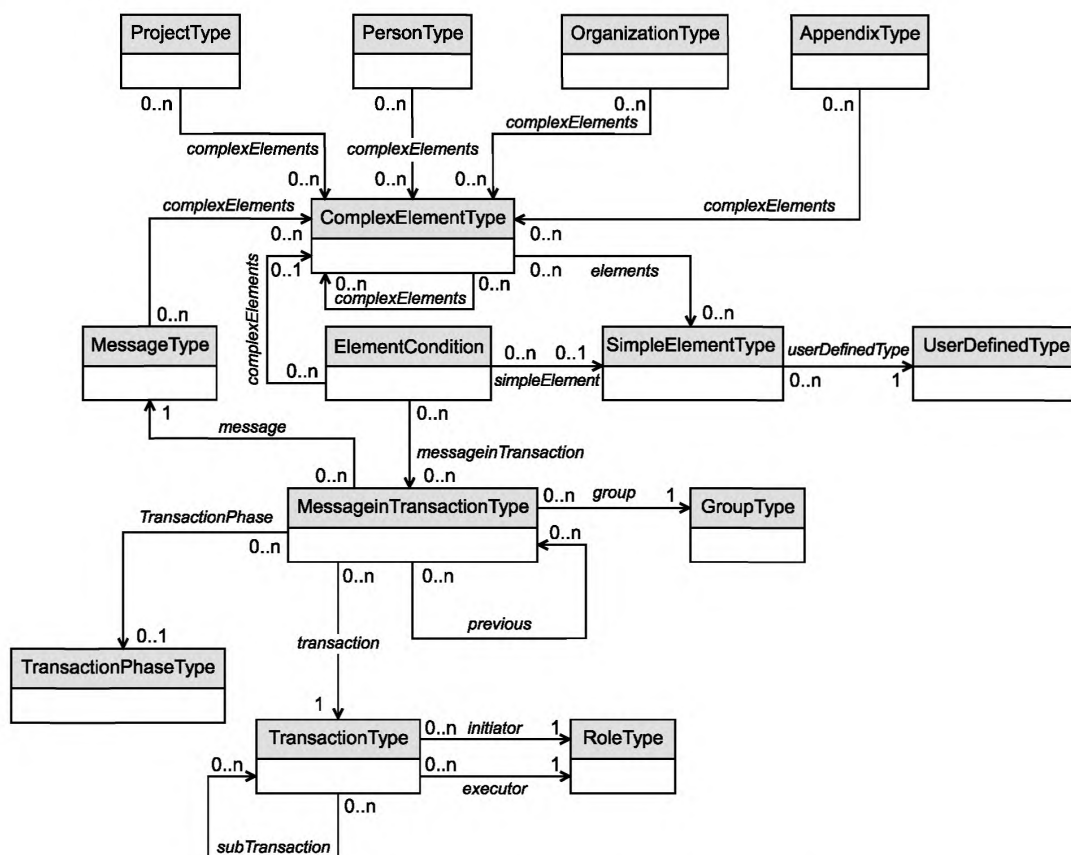 ProjectType
PersonType
OrganizationType
AppendixType
0..n
0..n
0..n
0..n
complexElements
complexElements
complexElements
complexElements
complexElements
0..n
0..n
0..n
ComplexElementType
0..n
0..n
0..1
0..n
0..n
0..n
elements
complexElements
complexElements
0..n
0..n
MessageType
ElementCondition
0..n
0..1
simpleElement
SimpleElementType
userDefinedType
0..n
1
UserDefinedType
0..n
1
0..n
message
messageinTransaction
0..n
0..n
MessageinTransactionType
0..n
group
1
GroupType
TransactionPhase
0..n
0..n
0..n
0..n
previous
transaction
0..1
TransactionPhaseType
1
TransactionType
0..n
initiator
1
RoleType
0..n
0..n
executor
1
0..n
subTransaction